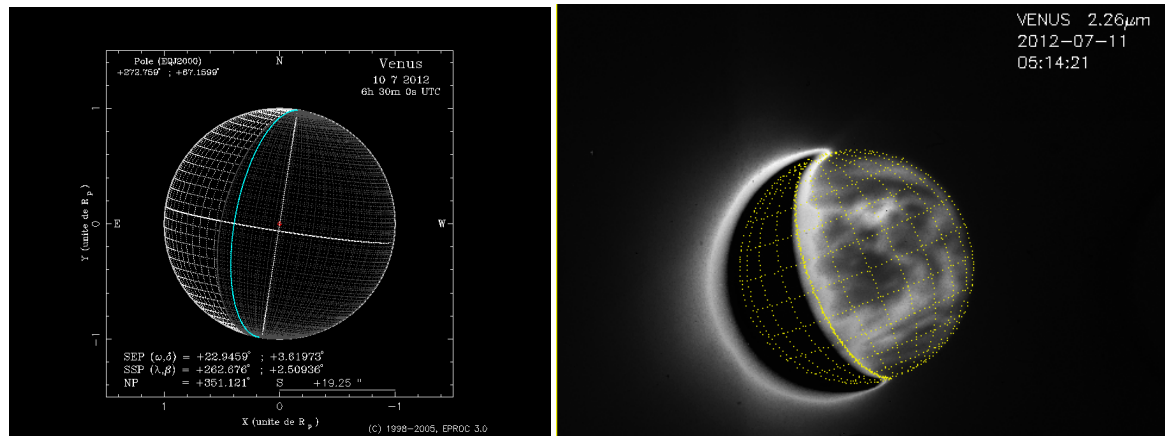 Pole (EQJ2000)
+272.759° ; +67.1599°
N
Venus
10 7 2012
6h 30m 0s UTC
1
Y (unite de Rp)
0
E
W
-1
SEP (ω,δ) = +22.9459° ; +3.61973°
SSP (λ,β) = +262.676° ; +2.50936°
NP = +351.121°
S
+19.25 "
1
0
-1
X (unite de Rp)
(C) 1998-2005, EPROC 3.0
VENUS 2.26μm
2012-07-11
05:14:21